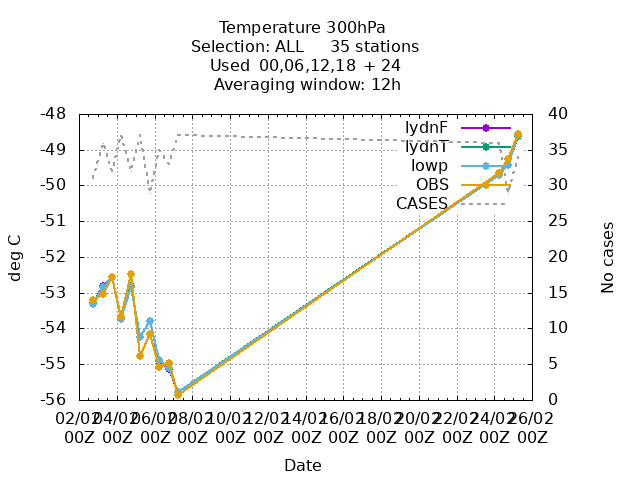 Temperature 300hPa
Selection: ALL     35 stations
Used  00,06,12,18 + 24
Averaging window: 12h
-48 40
lydnF
-49 lydnT 35
lowp
-50 OBS 30
CASES
-51 25
-52 20
deg C
No cases
-53 15
-54 10
-55 5
-56 0
02/02 04/02 06/02 08/02 10/02 12/02 14/02 16/02 18/02 20/02 22/02 24/02 26/02
00Z 00Z 00Z 00Z 00Z 00Z 00Z 00Z 00Z 00Z 00Z 00Z 00Z
Date